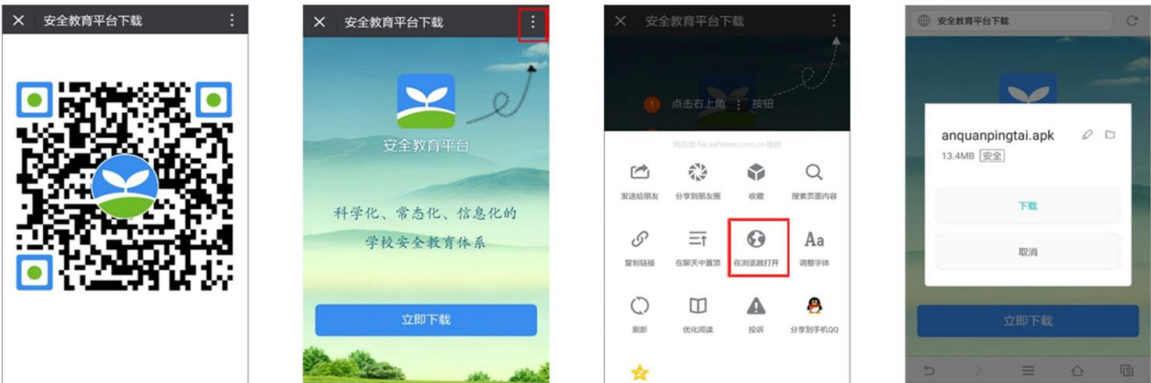 安全教育平台下载
安全教育平台下载
安全教育平台
科学化、常态化、信息化的
学校安全教育体系
立即下载
安全教育平台下载
1 点击右上角 ⋮ 按钮
发送给朋友 分享到朋友圈 收藏 搜索页面内容
复制链接 在聊天中置顶 在浏览器打开 调整字体
刷新 优化阅读 投诉 分享到手机QQ
安全教育平台下载
anquanpingtai.apk
13.4MB 安全
下载
取消
立即下载